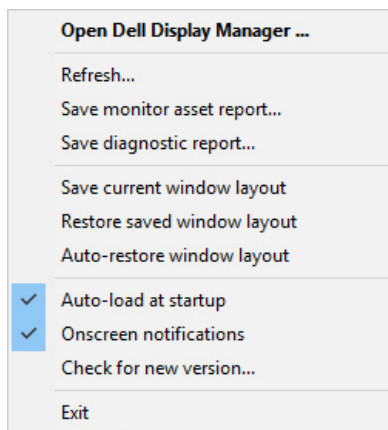 Open Dell Display Manager ...
Refresh...
Save monitor asset report...
Save diagnostic report...
Save current window layout
Restore saved window layout
Auto-restore window layout
Auto-load at startup
Onscreen notifications
Check for new version...
Exit